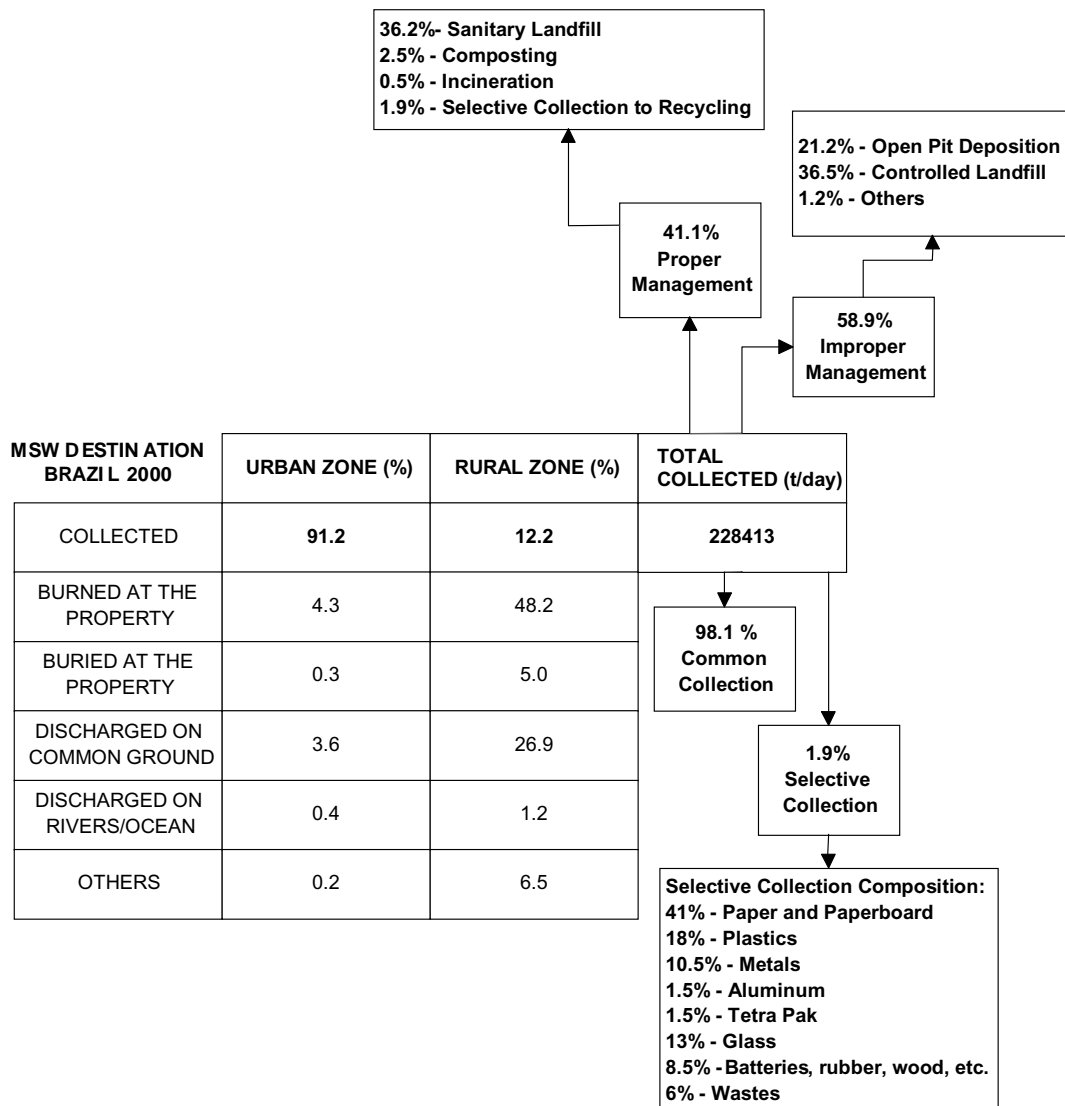 36.2%- Sanitary Landfill
2.5% - Composting
0.5% - Incineration
1.9% - Selective Collection to Recycling
21.2% - Open Pit Deposition
36.5% - Controlled Landfill
1.2% - Others
41.1%
Proper
Management
58.9%
Improper
Management
MSW DESTINATION
BRAZIL 2000
URBAN ZONE (%)
RURAL ZONE (%)
TOTAL
COLLECTED (t/day)
COLLECTED
91.2
12.2
228413
BURNED AT THE
PROPERTY
4.3
48.2
98.1 %
Common
Collection
BURIED AT THE
PROPERTY
0.3
5.0
DISCHARGED ON
COMMON GROUND
3.6
26.9
1.9%
Selective
Collection
DISCHARGED ON
RIVERS/OCEAN
0.4
1.2
OTHERS
0.2
6.5
Selective Collection Composition:
41% - Paper and Paperboard
18% - Plastics
10.5% - Metals
1.5% - Aluminum
1.5% - Tetra Pak
13% - Glass
8.5% - Batteries, rubber, wood, etc.
6% - Wastes